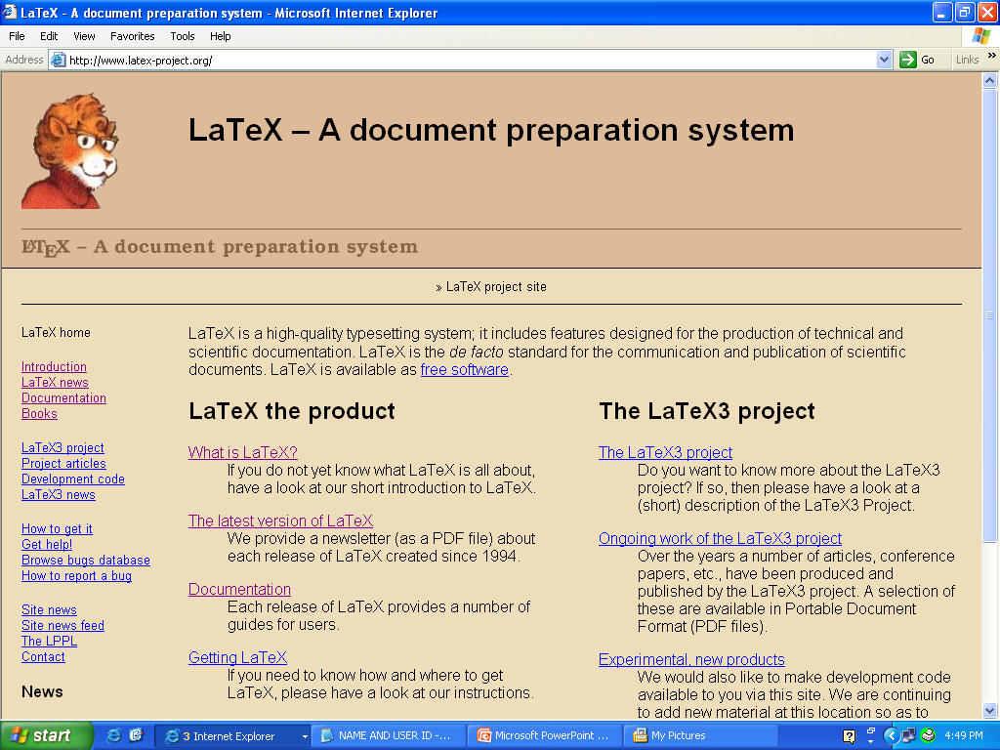 LaTeX - A document preparation system - Microsoft Internet Explorer
File Edit View Favorites Tools Help
Address http://www.latex-project.org/ Go Links »
LaTeX – A document preparation system
LATEX – A document preparation system
» LaTeX project site
LaTeX home
Introduction
LaTeX news
Documentation
Books
LaTeX3 project
Project articles
Development code
LaTeX3 news
How to get it
Get help!
Browse bugs database
How to report a bug
Site news
Site news feed
The LPPL
Contact
News
LaTeX is a high-quality typesetting system; it includes features designed for the production of technical and
scientific documentation. LaTeX is the de facto standard for the communication and publication of scientific
documents. LaTeX is available as free software.
LaTeX the product
What is LaTeX?
If you do not yet know what LaTeX is all about,
have a look at our short introduction to LaTeX.
The latest version of LaTeX
We provide a newsletter (as a PDF file) about
each release of LaTeX created since 1994.
Documentation
Each release of LaTeX provides a number of
guides for users.
Getting LaTeX
If you need to know how and where to get
LaTeX, please have a look at our instructions.
The LaTeX3 project
The LaTeX3 project
Do you want to know more about the LaTeX3
project? If so, then please have a look at a
(short) description of the LaTeX3 Project.
Ongoing work of the LaTeX3 project
Over the years a number of articles, conference
papers, etc., have been produced and
published by the LaTeX3 project. A selection of
these are available in Portable Document
Format (PDF files).
Experimental, new products
We would also like to make development code
available to you via this site. We are continuing
to add new material at this location so as to
start 3 Internet Explorer NAME AND USER ID -... Microsoft PowerPoint ... My Pictures 4:49 PM